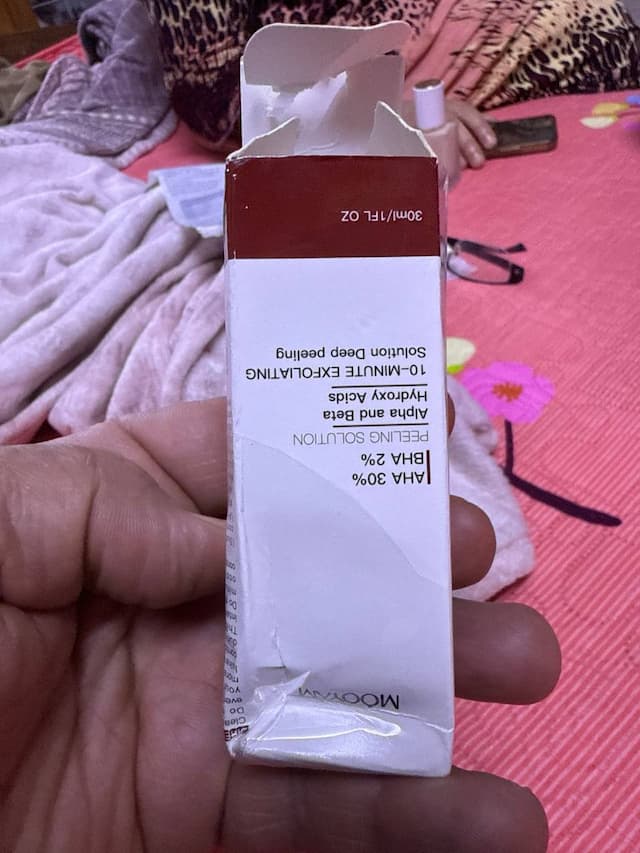 MOOYAM
AHA 30%
BHA 2%
PEELING SOLUTION
Alpha and Beta
Hydroxy Acids
10-MINUTE EXFOLIATING
Solution Deep peeling
30ml/1FL OZ